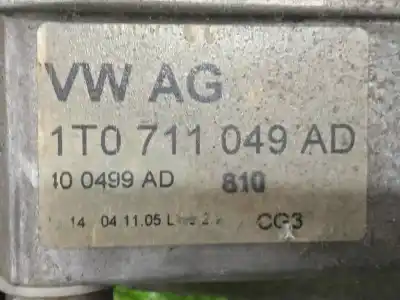 VW AG
1T0 711 049 AD
10 0499 AD 810
14 04.11.05 CG3